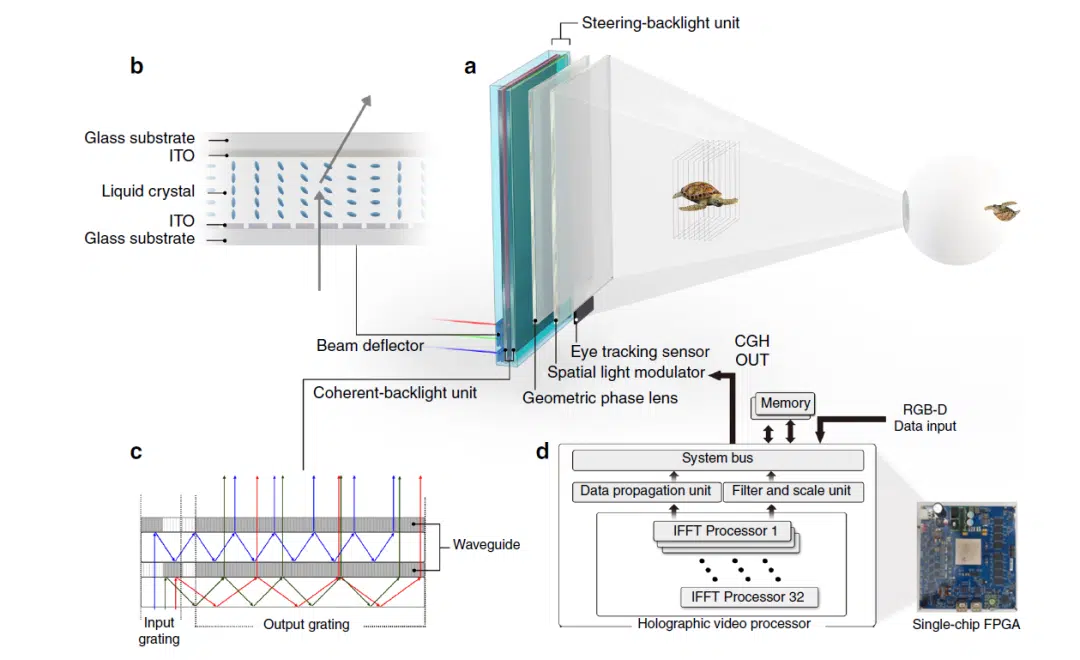 Steering-backlight unit
b
a
Glass substrate
ITO
Liquid crystal
ITO
Glass substrate
Beam deflector
Coherent-backlight unit
Eye tracking sensor
Spatial light modulator
Geometric phase lens
CGH
OUT
Memory
RGB-D
Data input
c
Waveguide
Input
grating
Output grating
d
System bus
Data propagation unit
Filter and scale unit
IFFT Processor 1
IFFT Processor 32
Holographic video processor
Single-chip FPGA